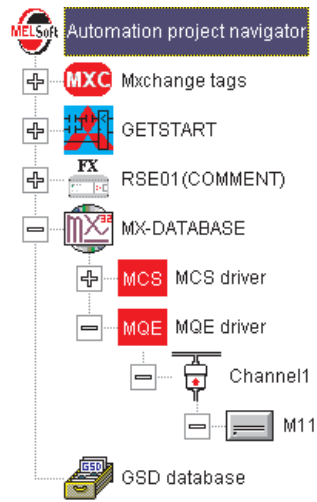 MELSoft Automation project navigator
MXC Mxchange tags
GETSTART
FX
RSE01(COMMENT)
MX32 MX-DATABASE
MCS MCS driver
MQE MQE driver
Channel1
M11
GSD GSD database